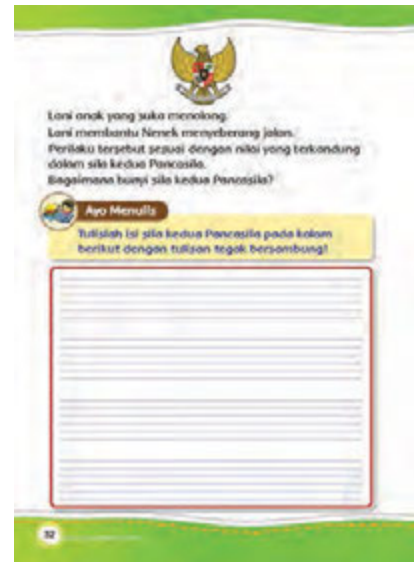 Lani anak yang suka menolong.
Lani membantu Nenek menyeberang jalan.
Perilaku tersebut sesuai dengan nilai yang terkandung
dalam sila kedua Pancasila.
Bagaimana bunyi sila kedua Pancasila?
Ayo Menulis
Tulislah isi sila kedua Pancasila pada kolom
berikut dengan tulisan tegak bersambung!
32